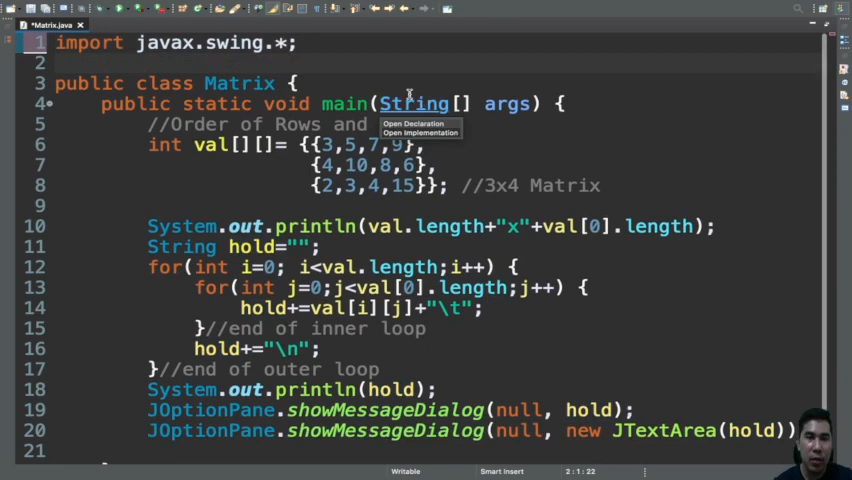 *Matrix.java
1 import javax.swing.*;
2
3 public class Matrix {
4 public static void main(String[] args) {
5 //Order of Rows and
Open Declaration
Open Implementation
6 int val[][]= {{3,5,7,9},
7 {4,10,8,6},
8 {2,3,4,15}}; //3x4 Matrix
9
10 System.out.println(val.length+"x"+val[0].length);
11 String hold="";
12 for(int i=0; i<val.length;i++) {
13 for(int j=0;j<val[0].length;j++) {
14 hold+=val[i][j]+"\t";
15 }//end of inner loop
16 hold+="\n";
17 }//end of outer loop
18 System.out.println(hold);
19 JOptionPane.showMessageDialog(null, hold);
20 JOptionPane.showMessageDialog(null, new JTextArea(hold))
21
Writable Smart Insert 2 : 1 : 22